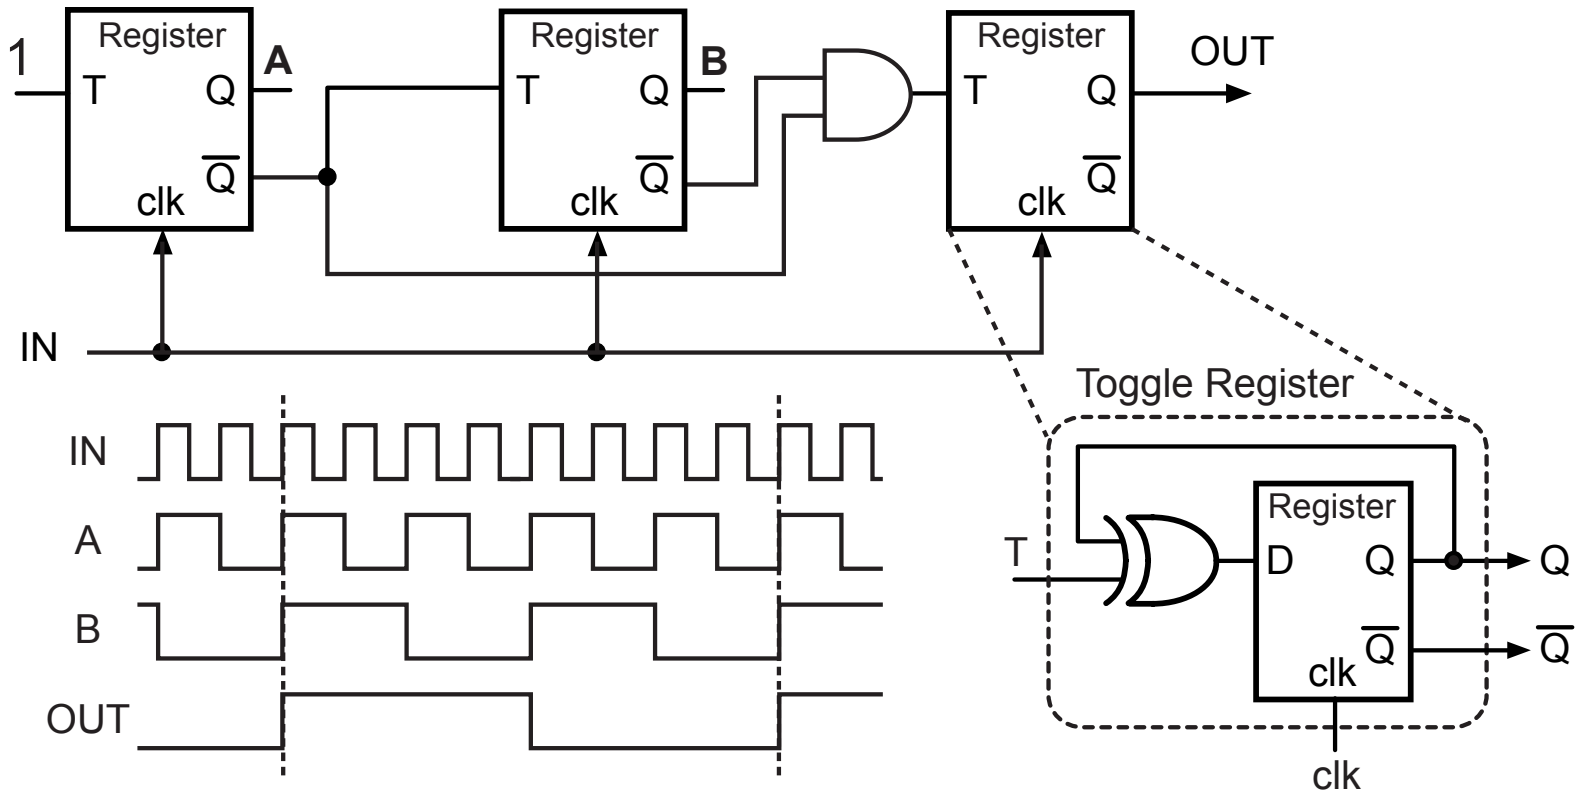 1
Register
T
Q
Q̅
clk
A
Register
T
Q
Q̅
clk
B
Register
T
Q
Q̅
clk
OUT
IN
IN
A
B
OUT
Toggle Register
T
Register
D
Q
Q̅
clk
Q
Q̅
clk